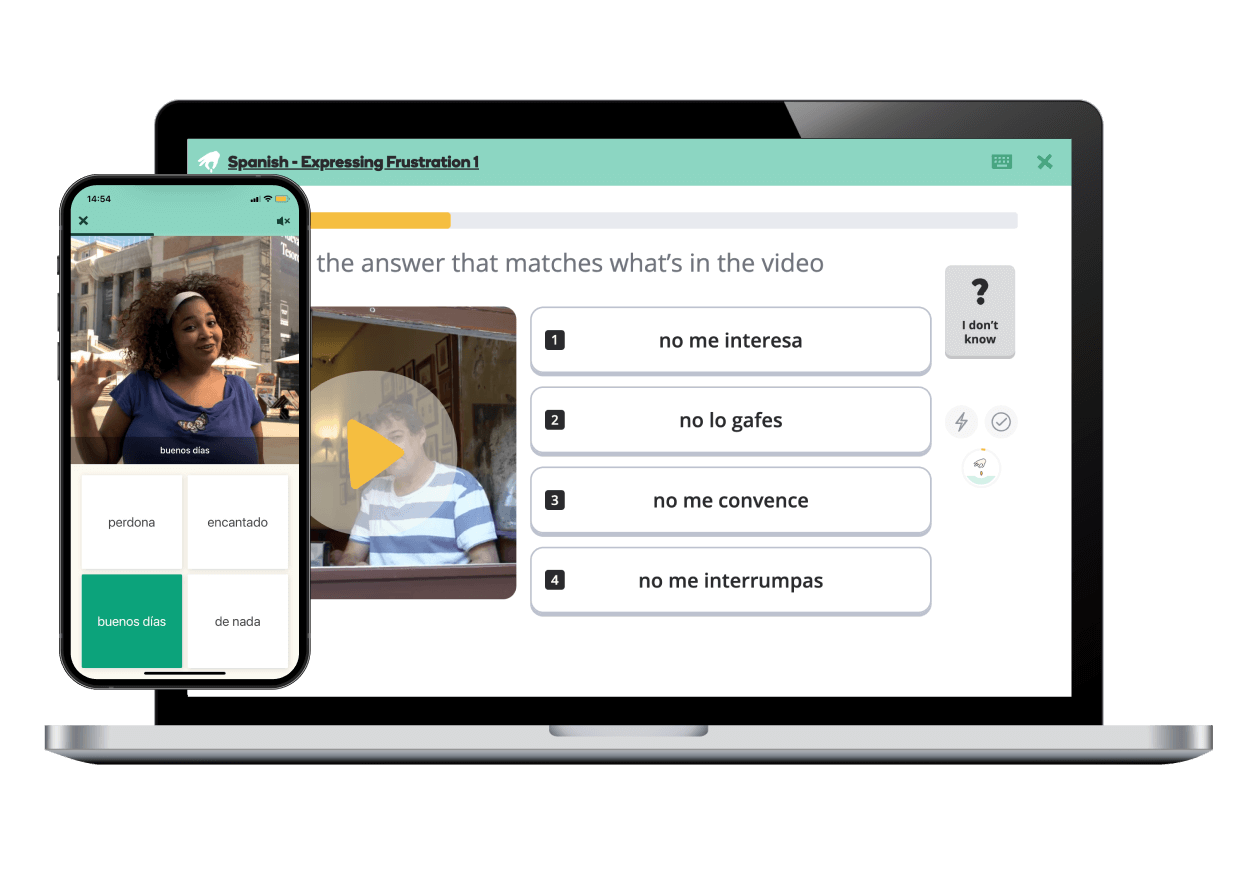 Spanish - Expressing Frustration 1
the answer that matches what's in the video
1 no me interesa
2 no lo gafes
3 no me convence
4 no me interrumpas
?
I don't
know
14:54
buenos días
perdona
encantado
buenos días
de nada